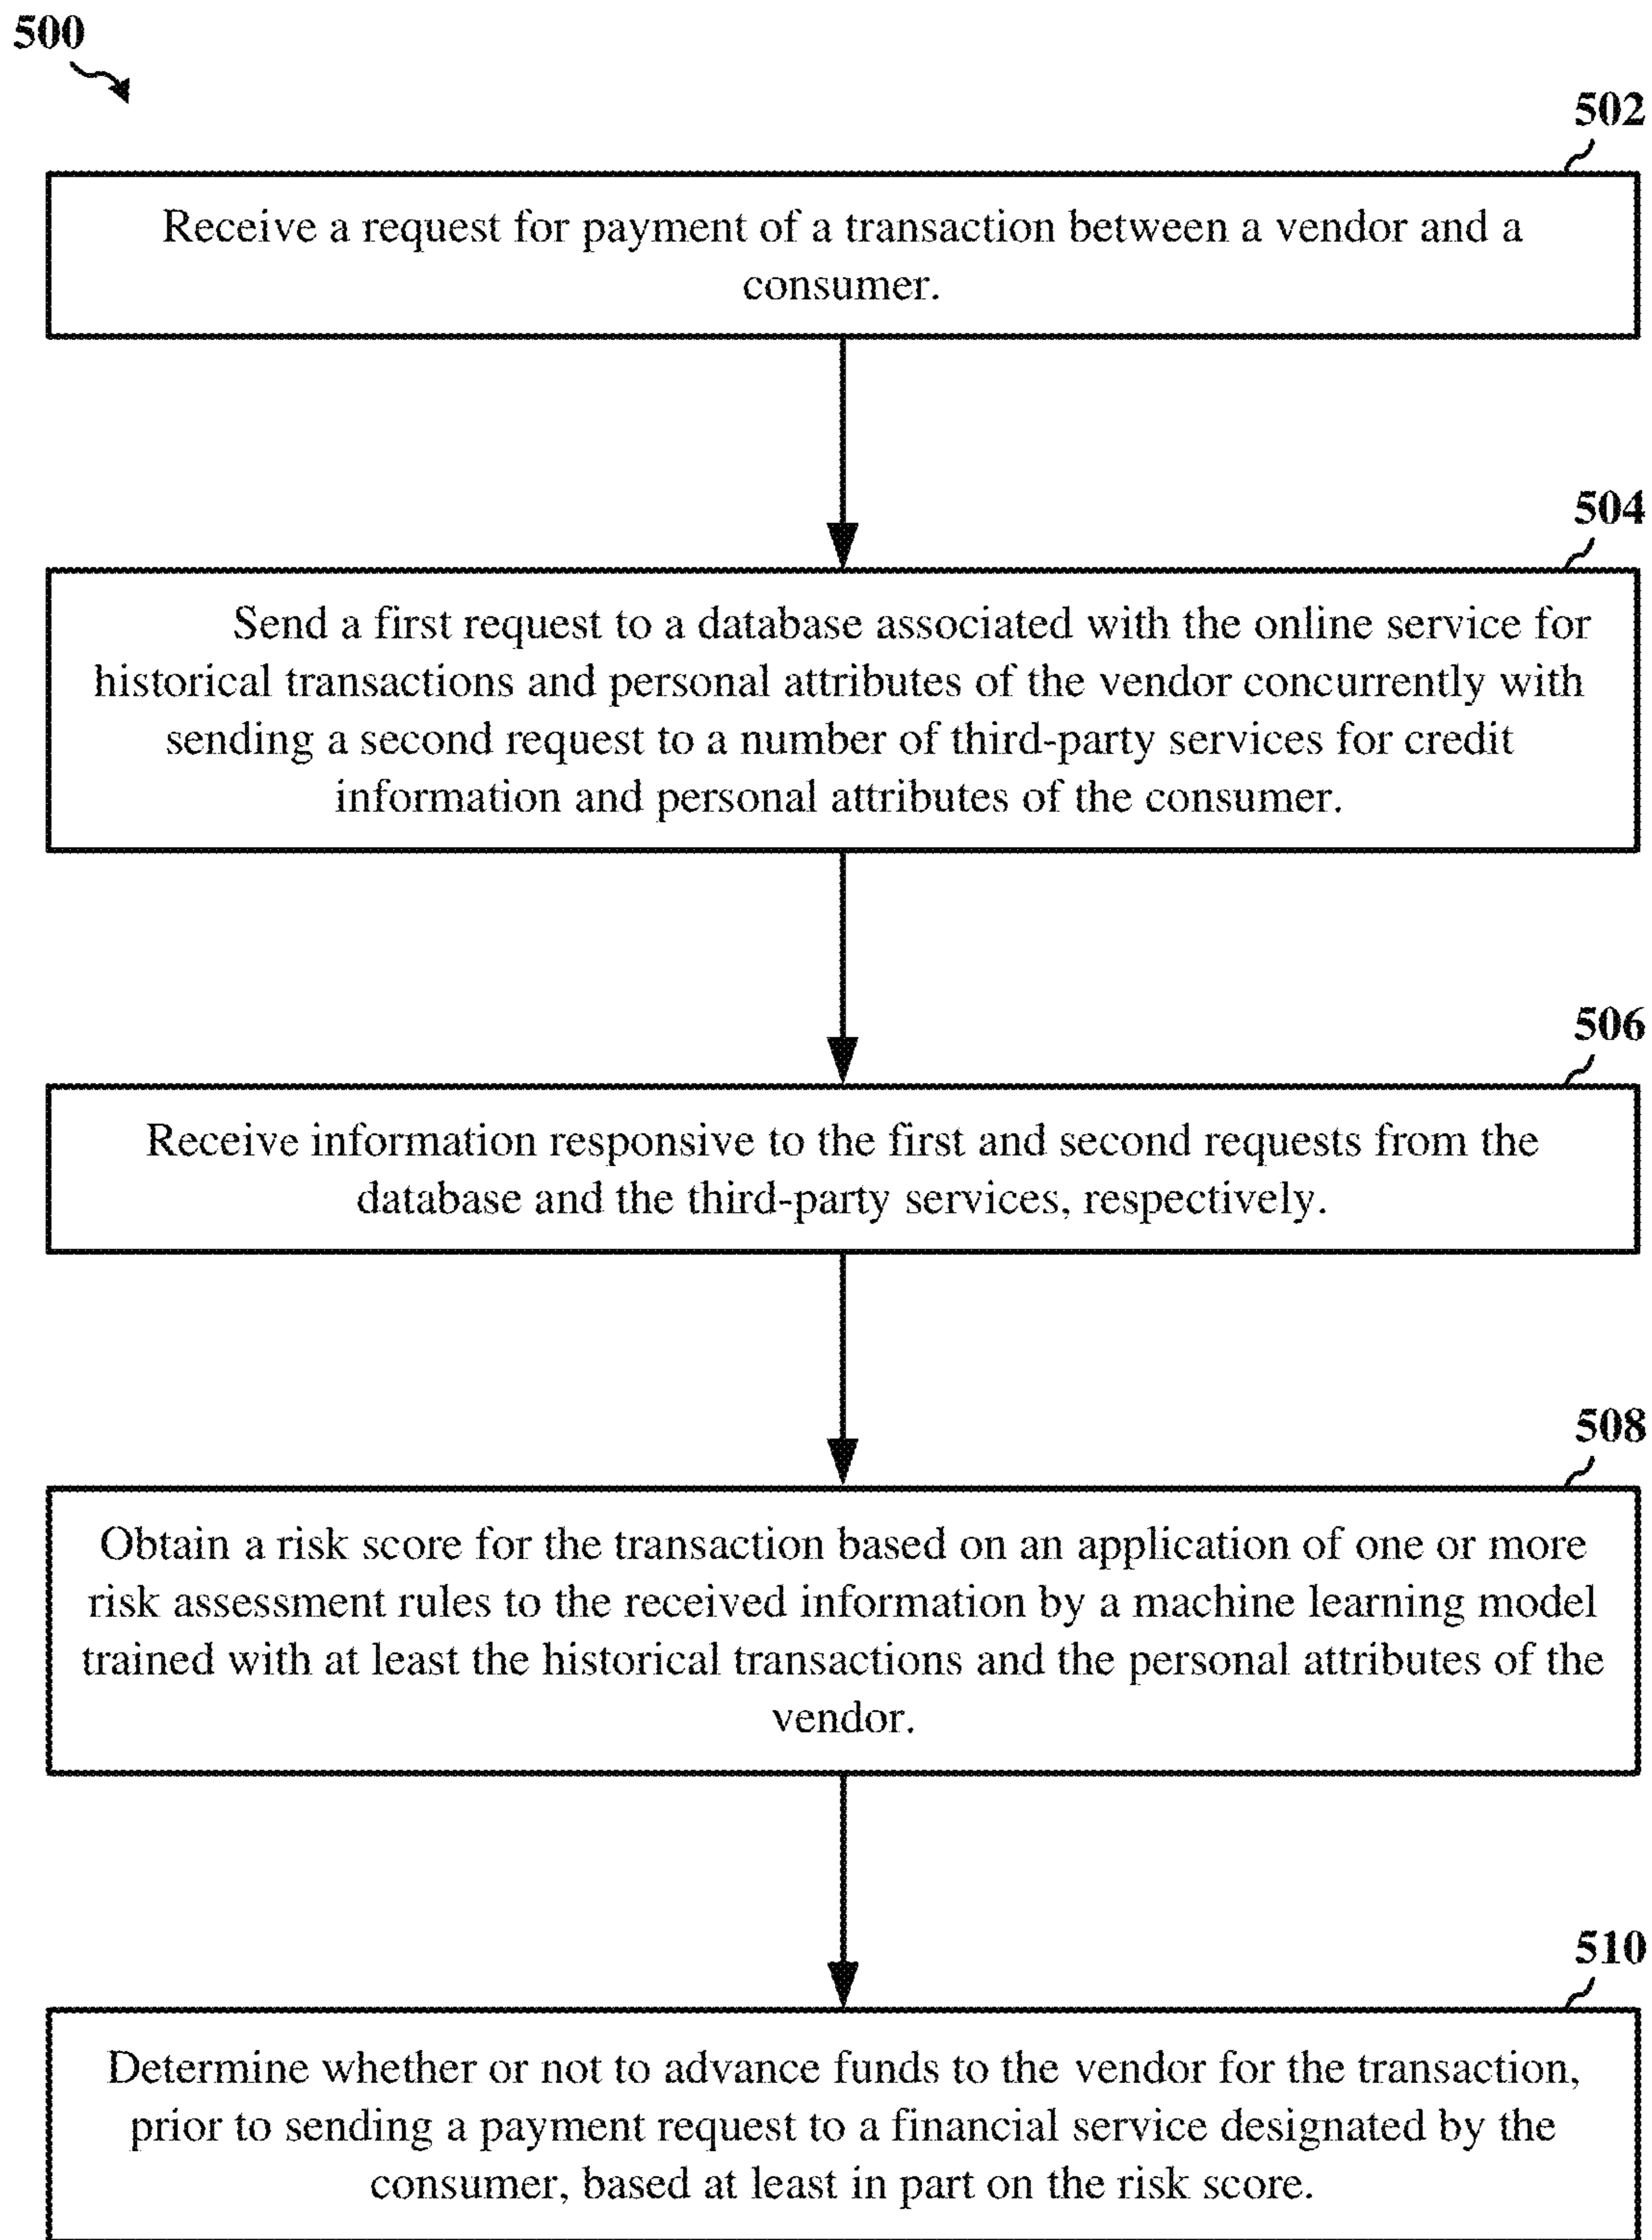 500
502
Receive a request for payment of a transaction between a vendor and a
consumer.
504
Send a first request to a database associated with the online service for
historical transactions and personal attributes of the vendor concurrently with
sending a second request to a number of third-party services for credit
information and personal attributes of the consumer.
506
Receive information responsive to the first and second requests from the
database and the third-party services, respectively.
508
Obtain a risk score for the transaction based on an application of one or more
risk assessment rules to the received information by a machine learning model
trained with at least the historical transactions and the personal attributes of the
vendor.
510
Determine whether or not to advance funds to the vendor for the transaction,
prior to sending a payment request to a financial service designated by the
consumer, based at least in part on the risk score.